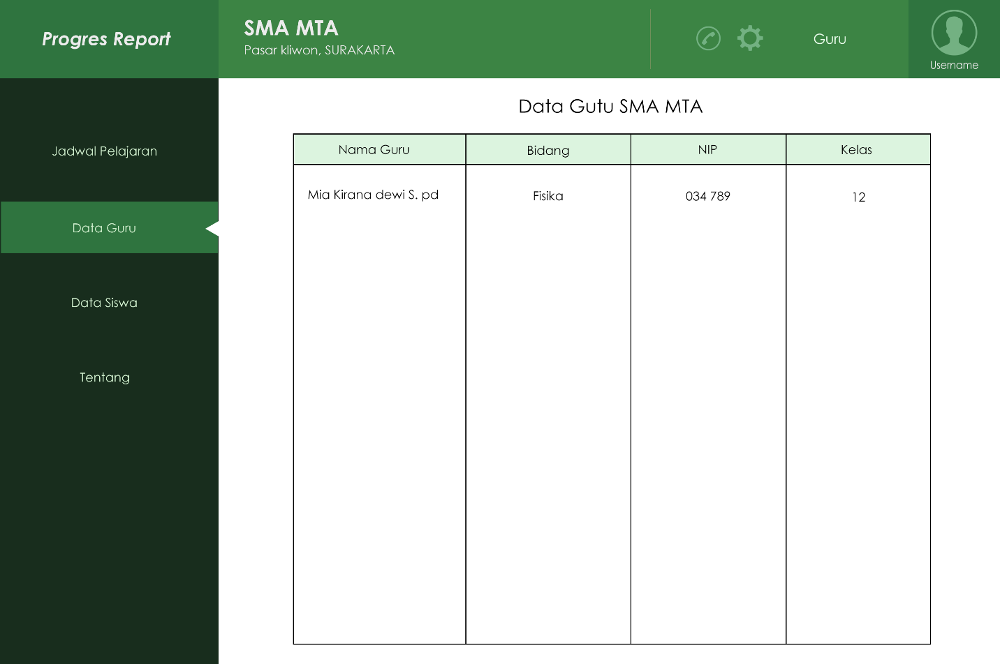 Progres Report
SMA MTA
Pasar kliwon, SURAKARTA
Guru
Username
Jadwal Pelajaran
Data Guru
Data Siswa
Tentang
Data Gutu SMA MTA
Nama Guru Bidang NIP Kelas
Mia Kirana dewi S. pd Fisika 034 789 12